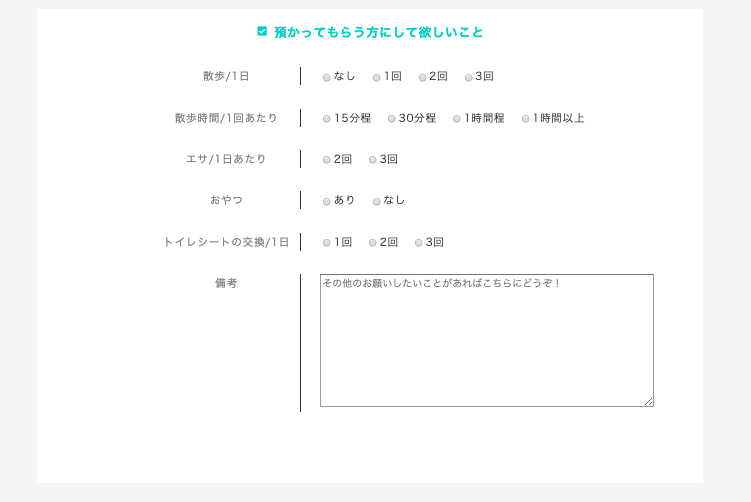 預かってもらう方にして欲しいこと
散歩/1日 なし 1回 2回 3回
散歩時間/1回あたり 15分程 30分程 1時間程 1時間以上
エサ/1日あたり 2回 3回
おやつ あり なし
トイレシートの交換/1日 1回 2回 3回
備考 その他のお願いしたいことがあればこちらにどうぞ！